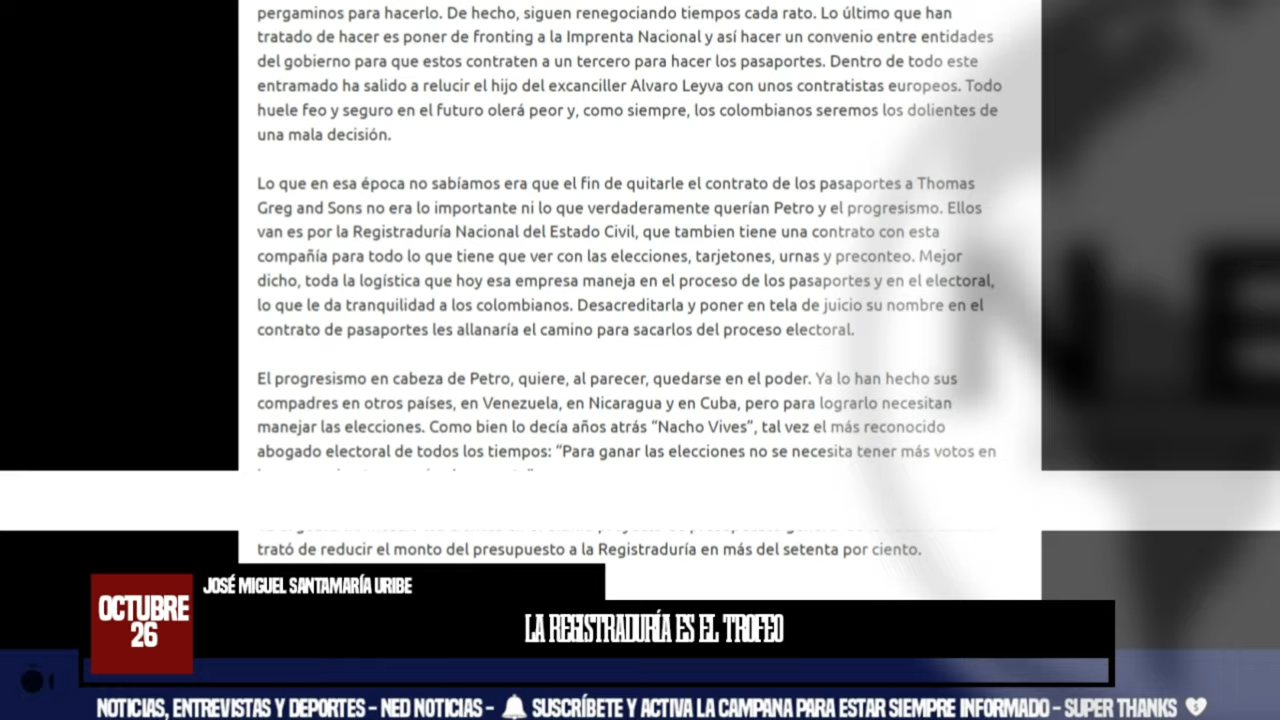 pergaminos para hacerlo. De hecho, siguen renegociando tiempos cada rato. Lo último que han
tratado de hacer es poner de fronting a la Imprenta Nacional y así hacer un convenio entre entidades
del gobierno para que estos contraten a un tercero para hacer los pasaportes. Dentro de todo este
entramado ha salido a relucir el hijo del excanciller Alvaro Leyva con unos contratistas europeos. Todo
huele feo y seguro en el futuro olerá peor y, como siempre, los colombianos seremos los dolientes de
una mala decisión.
Lo que en esa época no sabíamos era que el fin de quitarle el contrato de los pasaportes a Thomas
Greg and Sons no era lo importante ni lo que verdaderamente querían Petro y el progresismo. Ellos
van es por la Registraduría Nacional del Estado Civil, que tambien tiene una contrato con esta
compañía para todo lo que tiene que ver con las elecciones, tarjetones, urnas y preconteo. Mejor
dicho, toda la logística que hoy esa empresa maneja en el proceso de los pasaportes y en el electoral,
lo que le da tranquilidad a los colombianos. Desacreditarla y poner en tela de juicio su nombre en el
contrato de pasaportes les allanaría el camino para sacarlos del proceso electoral.
El progresismo en cabeza de Petro, quiere, al parecer, quedarse en el poder. Ya lo han hecho sus
compadres en otros países, en Venezuela, en Nicaragua y en Cuba, pero para lograrlo necesitan
manejar las elecciones. Como bien lo decía años atrás “Nacho Vives”, tal vez el más reconocido
abogado electoral de todos los tiempos: “Para ganar las elecciones no se necesita tener más votos en
trató de reducir el monto del presupuesto a la Registraduría en más del setenta por ciento.
NE
JOSÉ MIGUEL SANTAMARÍA URIBE
OCTUBRE
26
LA REGISTRADURÍA ES EL TROFEO
NOTICIAS, ENTREVISTAS Y DEPORTES - NED NOTICIAS - 🔔 SUSCRÍBETE Y ACTIVA LA CAMPANA PARA ESTAR SIEMPRE INFORMADO - SUPER THANKS